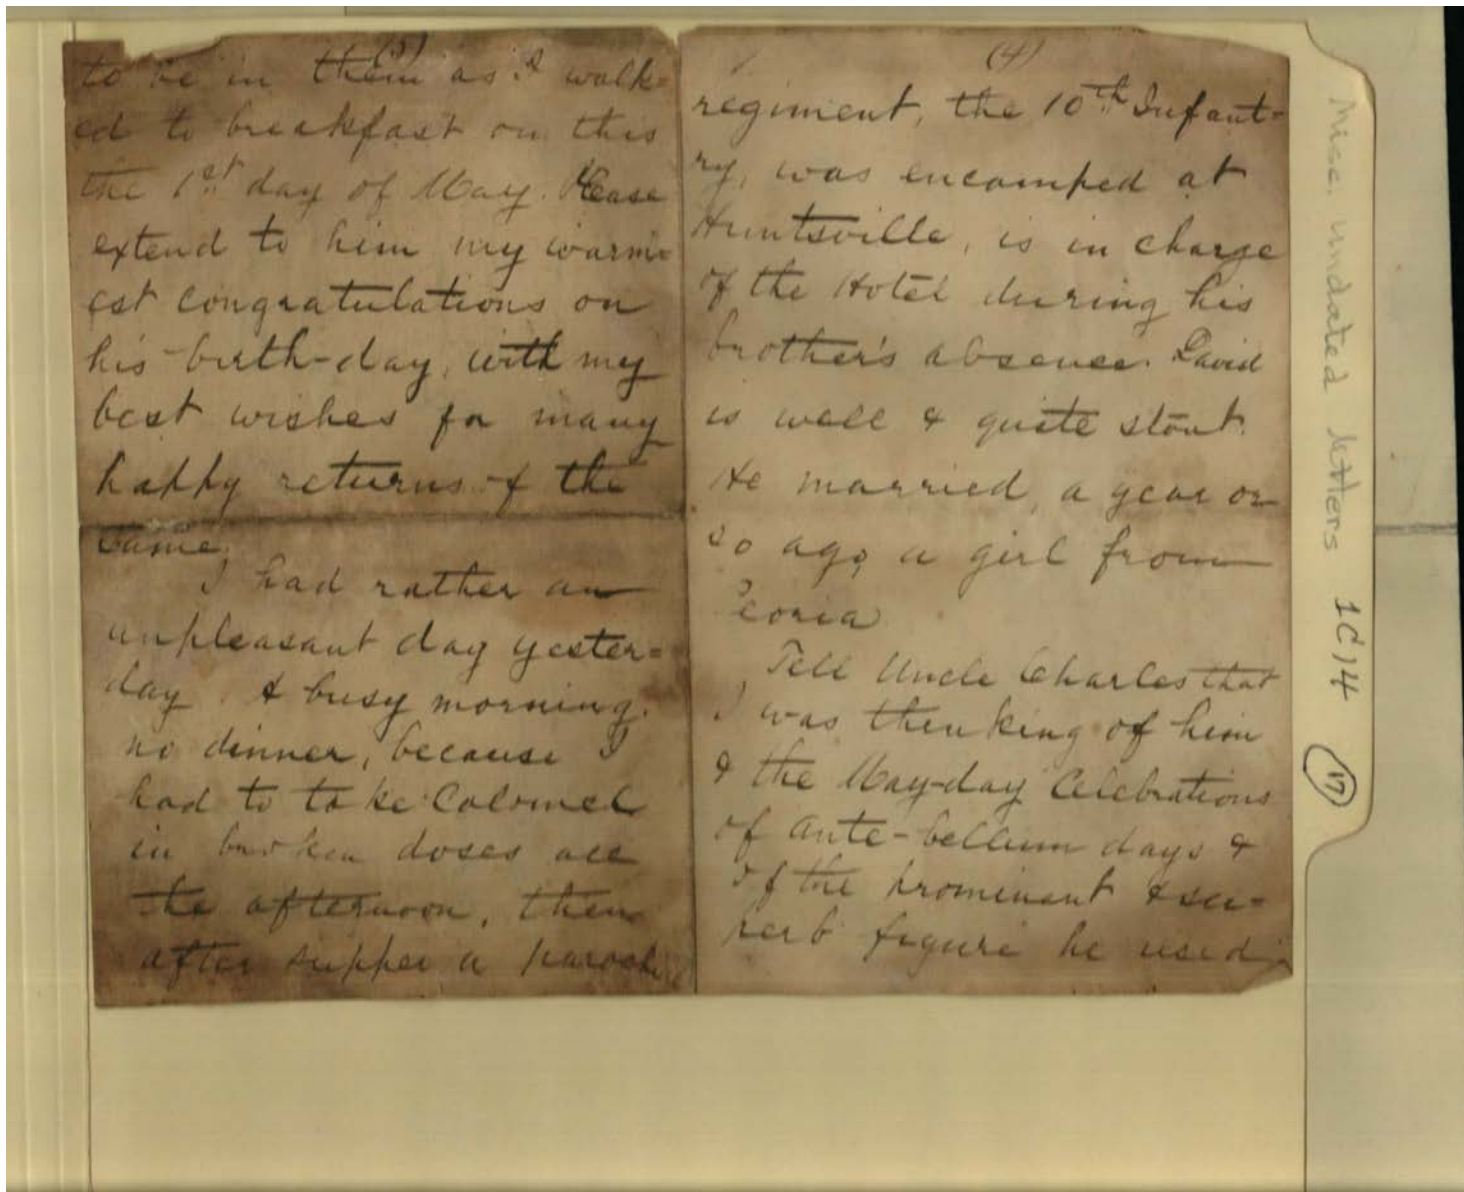 (5)
to be in them as I walk=
ed to breakfast on this
the 1st day of May. Please
extend to him my warm=
est congratulations on
his birth-day, with my
best wishes for many
happy returns of the
same.
I had rather an
unpleasant day yester=
day. A busy morning.
no dinner, because I
had to take Calomel
in broken doses all
the afternoon, then
after supper a
(4)
regiment, the 10th Infant=
ry, was encamped at
Huntsville, is in charge
of the Hotel during his
brother's absence. David
is well & quite stout.
He married, a year or
so ago, a girl from
Peoria
Tell Uncle Charles that
I was thinking of him
& the May-day Celebrations
of ante-bellum days &
of the prominent & su=
perb figure he used
Misc. undated letters 1C14
17